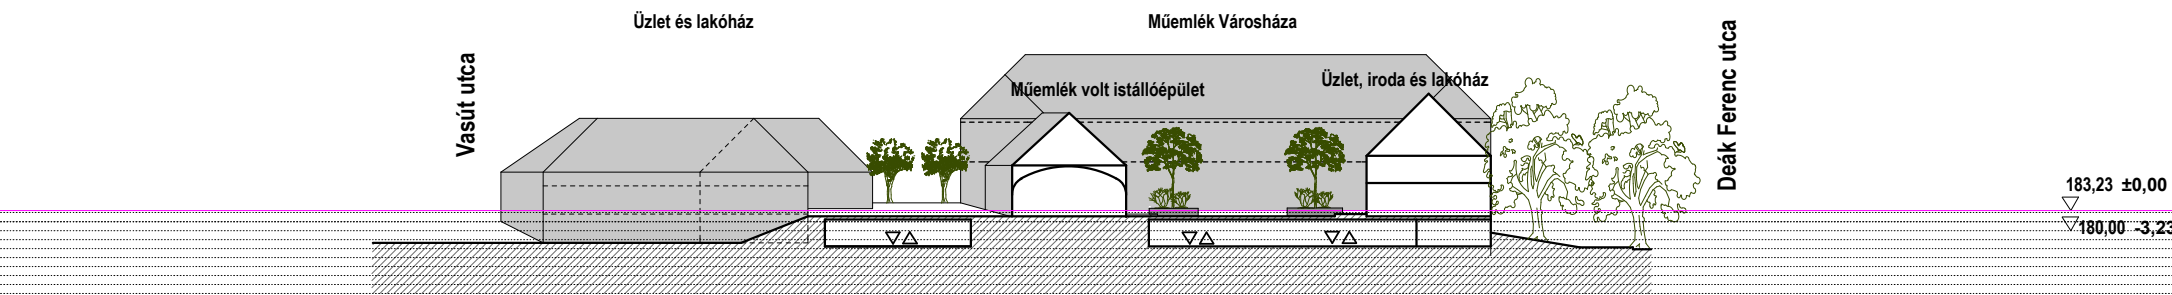 Üzlet és lakóház
Műemlék Városháza
Vasút utca
Műemlék volt istállóépület
Üzlet, iroda és lakóház
Deák Ferenc utca
183,23 ±0,00
180,00 -3,23